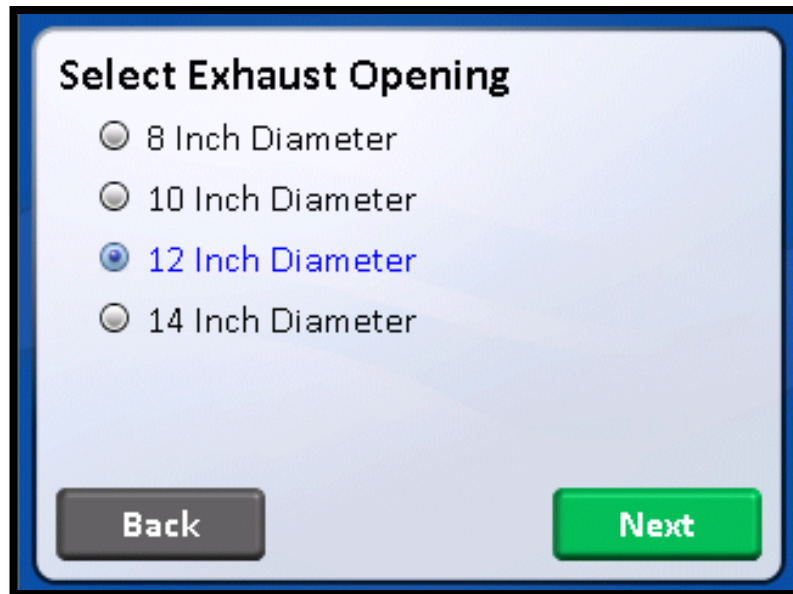 Select Exhaust Opening
8 Inch Diameter
10 Inch Diameter
12 Inch Diameter
14 Inch Diameter
Back
Next